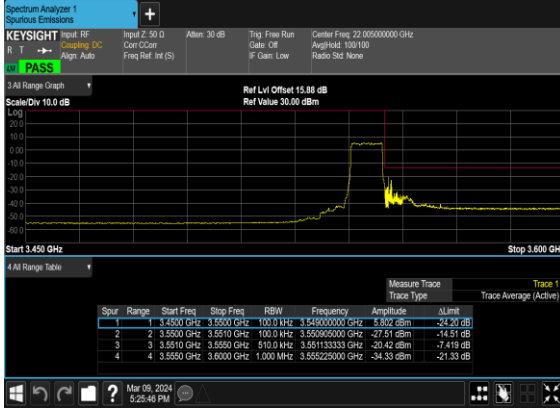 Spectrum Analyzer 1
Spurious Emissions
+
KEYSIGHT Input: RF Input Z: 50 Ω Atten: 30 dB Trig: Free Run Center Freq: 22.005000000 GHz
R T Coupling: DC Corr CCorr Gate: Off Avg|Hold: 100/100
Align: Auto Freq Ref: Int (S) IF Gain: Low Radio Std: None
LXI PASS
3 All Range Graph
Ref Lvl Offset 15.88 dB
Scale/Div 10.0 dB Ref Value 30.00 dBm
Log
20.0
10.0
0.00
-10.0
-20.0
-30.0
-40.0
-50.0
-60.0
Start 3.450 GHz Stop 3.600 GH
4 All Range Table
Measure Trace Trace 1
Trace Type Trace Average (Active)
Spur Range Start Freq Stop Freq RBW Frequency Amplitude ΔLimit
1 1 3.4500 GHz 3.5500 GHz 100.0 kHz 3.549000000 GHz 5.802 dBm -24.20 dB
2 2 3.5500 GHz 3.5510 GHz 100.0 kHz 3.550905000 GHz -27.51 dBm -14.51 dB
3 3 3.5510 GHz 3.5550 GHz 510.0 kHz 3.551133333 GHz -20.42 dBm -7.419 dB
4 4 3.5550 GHz 3.6000 GHz 1.000 MHz 3.555225000 GHz -34.33 dBm -21.33 dB
? Mar 09, 2024
5:25:46 PM